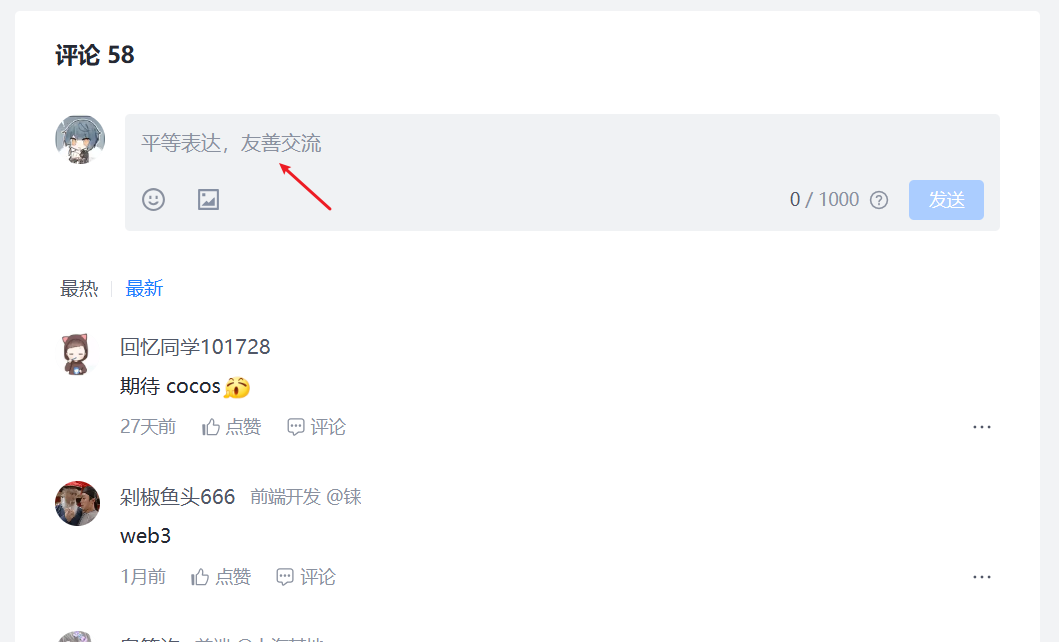 评论 58
平等表达，友善交流
0 / 1000 发送
最热 最新
回忆同学101728
期待 cocos
27天前 点赞 评论
剁椒鱼头666 前端开发 @铼
web3
1月前 点赞 评论